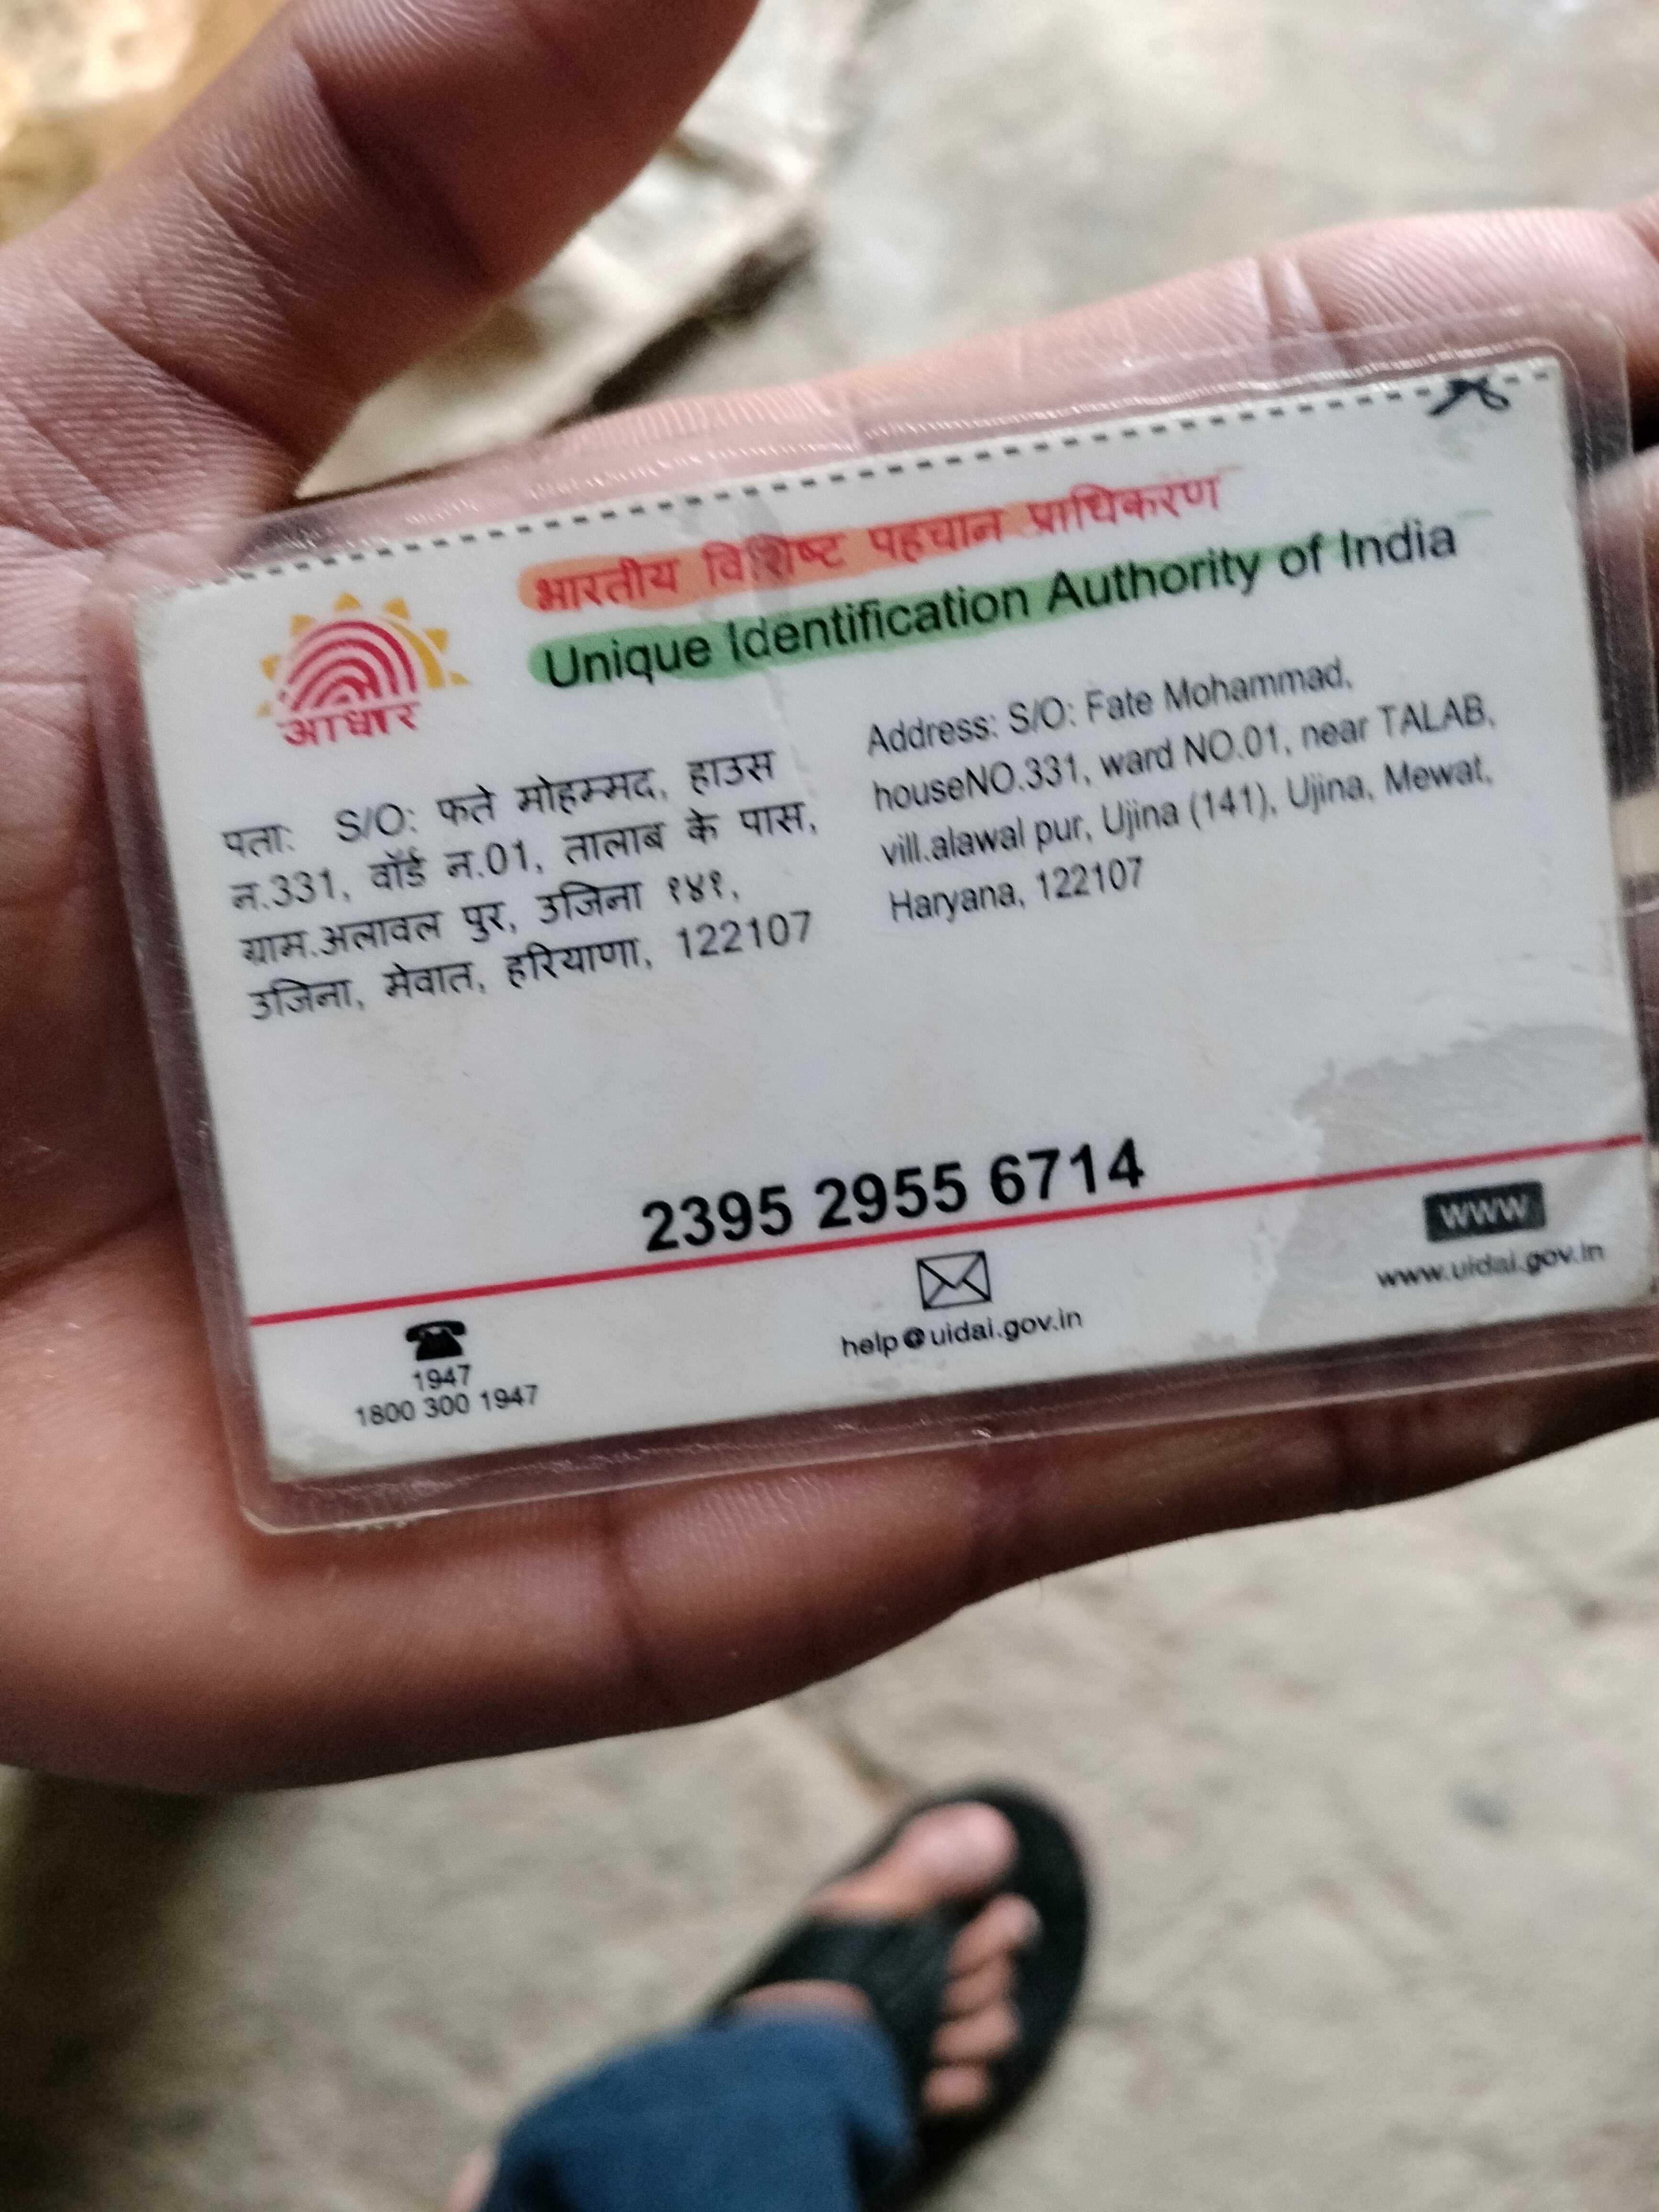 भारतीय विशिष्ट पहचान प्राधिकरण
Unique Identification Authority of India
आधार
पता: S/O: फते मोहम्मद, हाउस
न.331, वॉर्ड न.01, तालाब के पास,
ग्राम.अलावल पुर, उजिना १४१,
उजिना, मेवात, हरियाणा, 122107
Address: S/O: Fate Mohammad,
houseNO.331, ward NO.01, near TALAB,
vill.alawal pur, Ujina (141), Ujina, Mewat,
Haryana, 122107
2395 2955 6714
1947
1800 300 1947
help@uidai.gov.in
www
www.uidai.gov.in